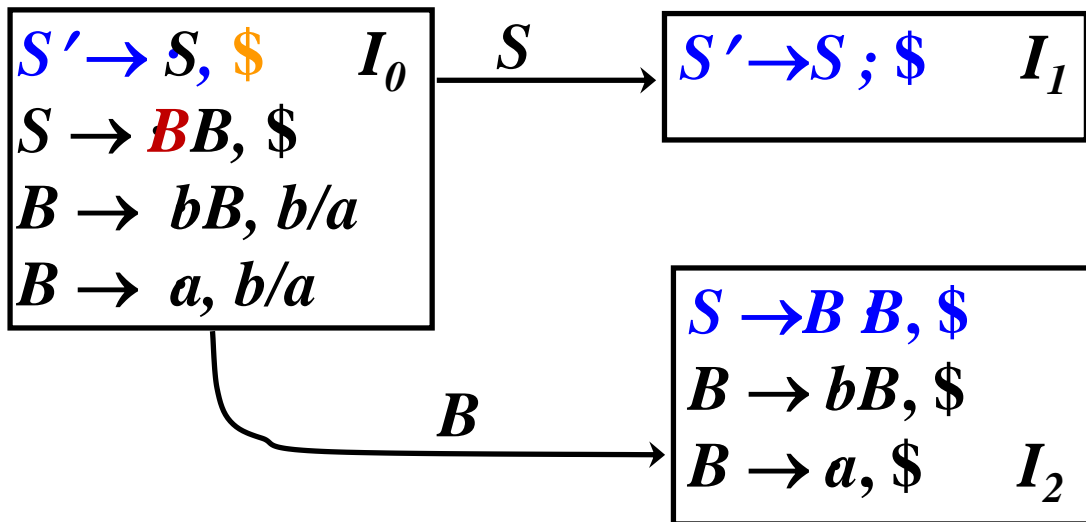 S′ → ·S, $ I₀
S → ·BB, $
B → ·bB, b/a
B → ·a, b/a
S
S′ → S·, $ I₁
B
S → B·B, $
B → ·bB, $
B → ·a, $ I₂